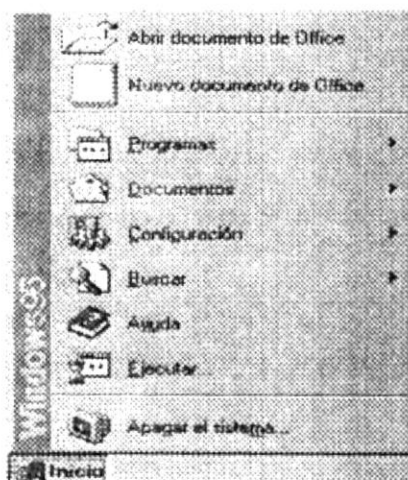 Abrir documento de Office
Nuevo documento de Office
Programas
Documentos
Configuración
Buscar
Ayuda
Ejecutar...
Apagar el sistema...
Windows95
Inicio